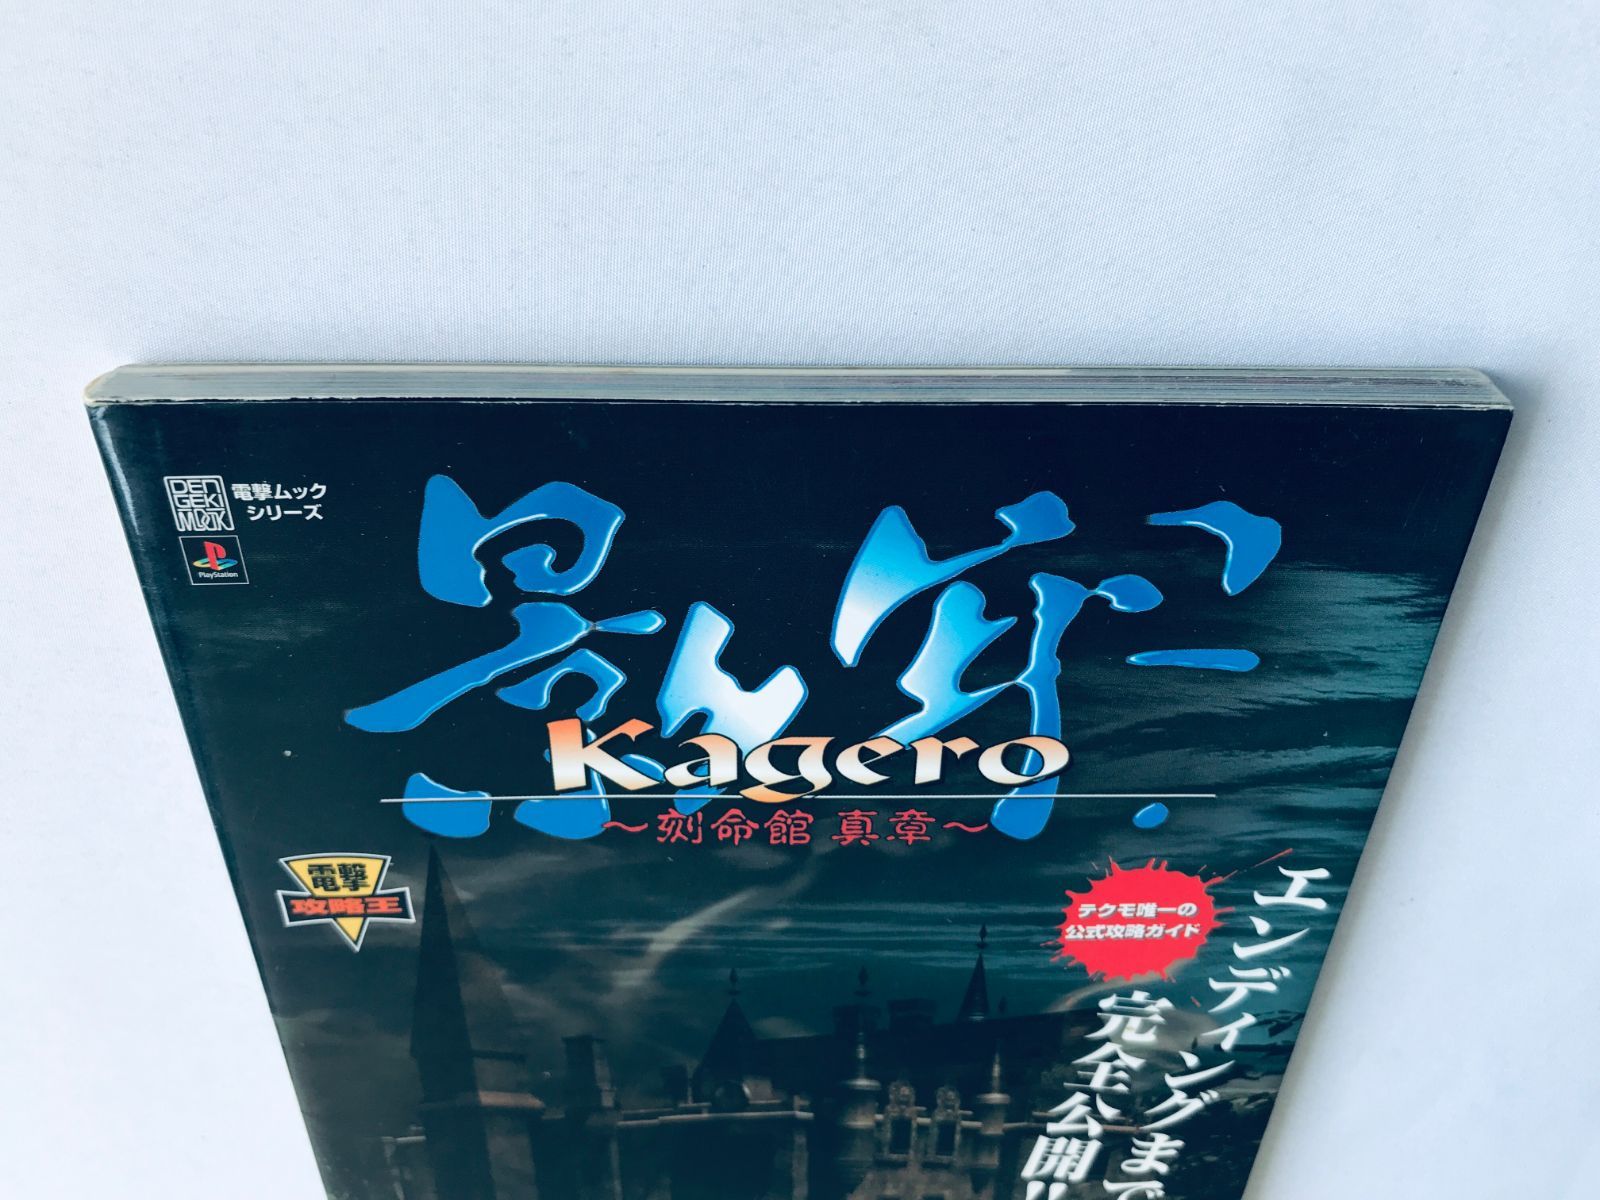 DEN
GEKI
MOOK
電撃ムック
シリーズ
PlayStation
影牢
Kagero
～刻命館 真章～
電撃
攻略王
テクモ唯一の
公式攻略ガイド
エンディングまで
完全公開!!